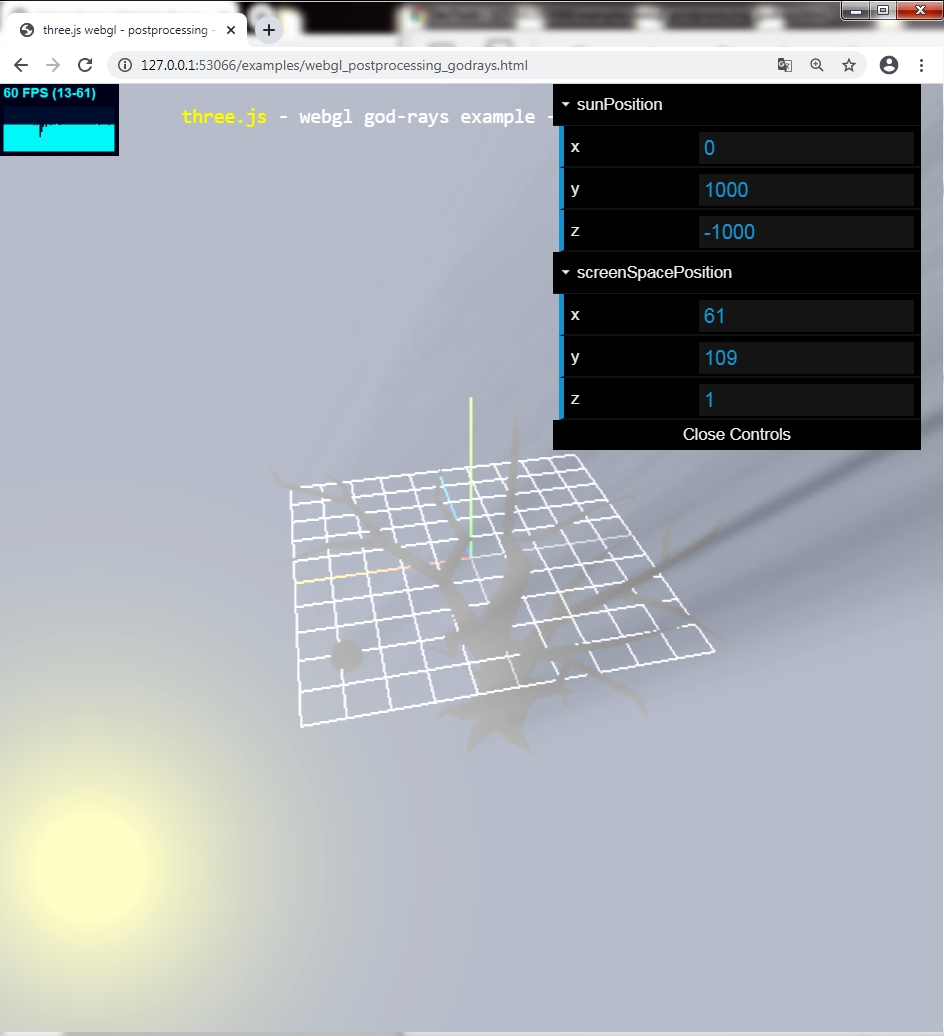 three.js webgl - postprocessing -
127.0.0.1:53066/examples/webgl_postprocessing_godrays.html
60 FPS (13-61)
three.js - webgl god-rays example -
sunPosition
x 0
y 1000
z -1000
screenSpacePosition
x 61
y 109
z 1
Close Controls